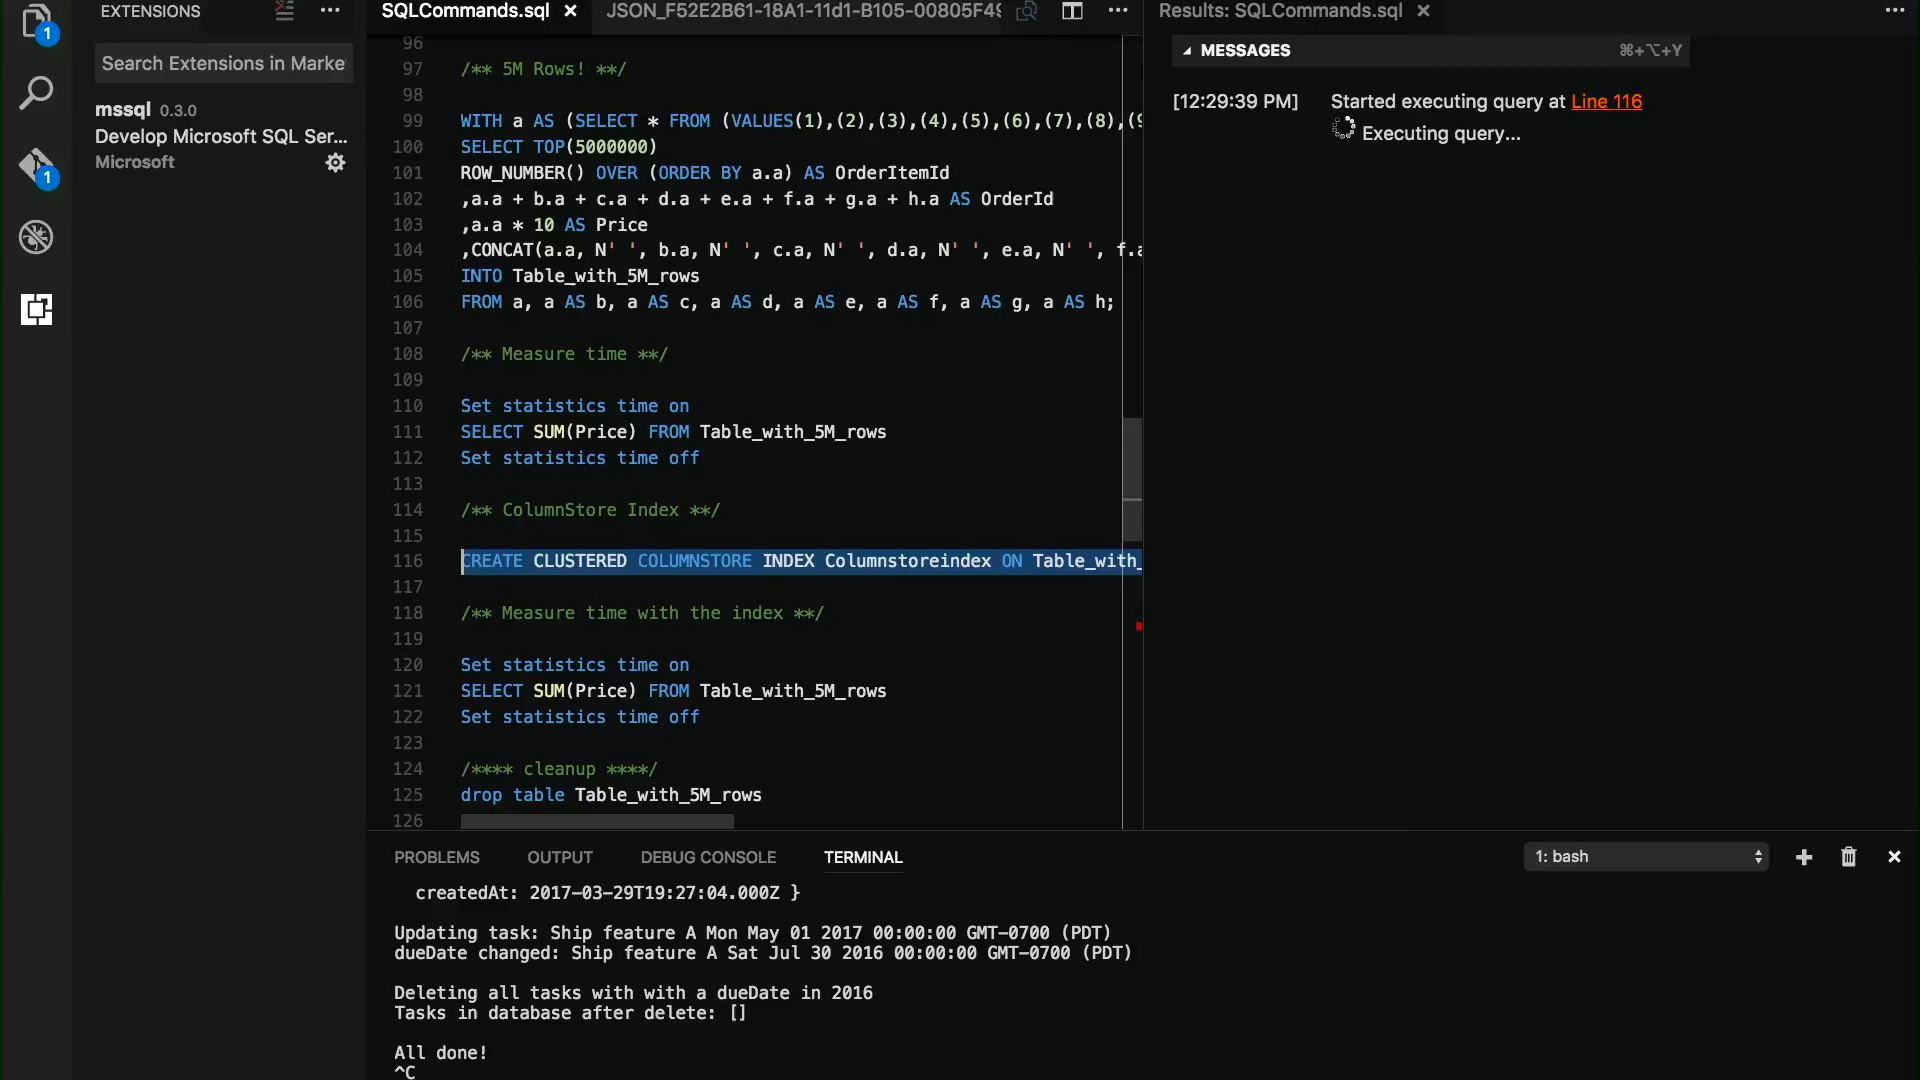 EXTENSIONS
Search Extensions in Marke
mssql 0.3.0
Develop Microsoft SQL Ser...
Microsoft
1
1
SQLCommands.sql
JSON_F52E2B61-18A1-11d1-B105-00805F49
96
97 /** 5M Rows! **/
98
99 WITH a AS (SELECT * FROM (VALUES(1),(2),(3),(4),(5),(6),(7),(8),(9
100 SELECT TOP(5000000)
101 ROW_NUMBER() OVER (ORDER BY a.a) AS OrderItemId
102 ,a.a + b.a + c.a + d.a + e.a + f.a + g.a + h.a AS OrderId
103 ,a.a * 10 AS Price
104 ,CONCAT(a.a, N' ', b.a, N' ', c.a, N' ', d.a, N' ', e.a, N' ', f.a
105 INTO Table_with_5M_rows
106 FROM a, a AS b, a AS c, a AS d, a AS e, a AS f, a AS g, a AS h;
107
108 /** Measure time **/
109
110 Set statistics time on
111 SELECT SUM(Price) FROM Table_with_5M_rows
112 Set statistics time off
113
114 /** ColumnStore Index **/
115
116 CREATE CLUSTERED COLUMNSTORE INDEX Columnstoreindex ON Table_with_
117
118 /** Measure time with the index **/
119
120 Set statistics time on
121 SELECT SUM(Price) FROM Table_with_5M_rows
122 Set statistics time off
123
124 /**** cleanup ****/
125 drop table Table_with_5M_rows
126
Results: SQLCommands.sql
MESSAGES ⌘+⌥+Y
[12:29:39 PM] Started executing query at Line 116
Executing query...
PROBLEMS OUTPUT DEBUG CONSOLE TERMINAL 1: bash
createdAt: 2017-03-29T19:27:04.000Z }
Updating task: Ship feature A Mon May 01 2017 00:00:00 GMT-0700 (PDT)
dueDate changed: Ship feature A Sat Jul 30 2016 00:00:00 GMT-0700 (PDT)
Deleting all tasks with with a dueDate in 2016
Tasks in database after delete: []
All done!
^C